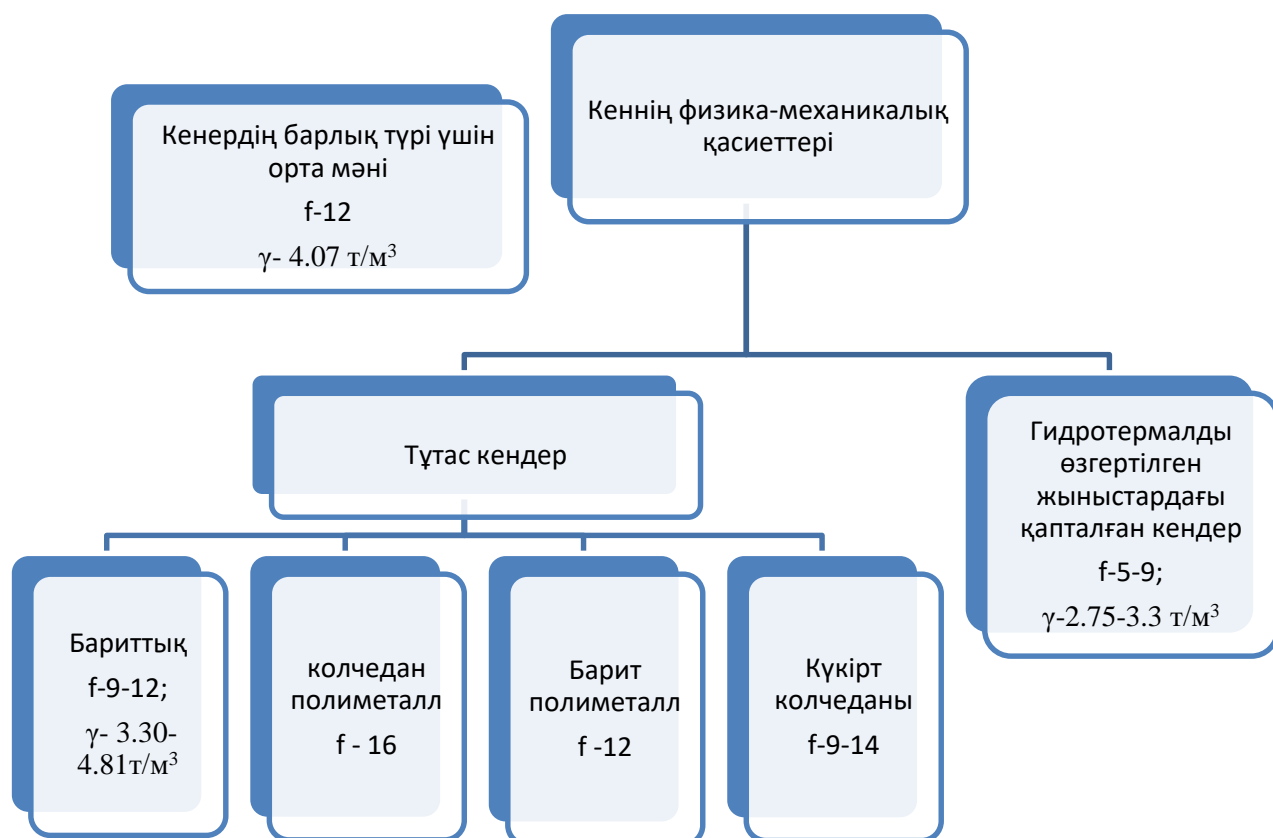 Кеннің физика-механикалық
қасиеттері
Кенердің барлық түрі үшін
орта мәні
f-12
γ- 4.07 т/м³
Тұтас кендер
Гидротермалды
өзгертілген
жыныстардағы
қапталған кендер
f-5-9;
γ-2.75-3.3 т/м³
Бариттық
f-9-12;
γ- 3.30-
4.81т/м³
колчедан
полиметалл
f - 16
Барит
полиметалл
f -12
Күкірт
колчеданы
f-9-14